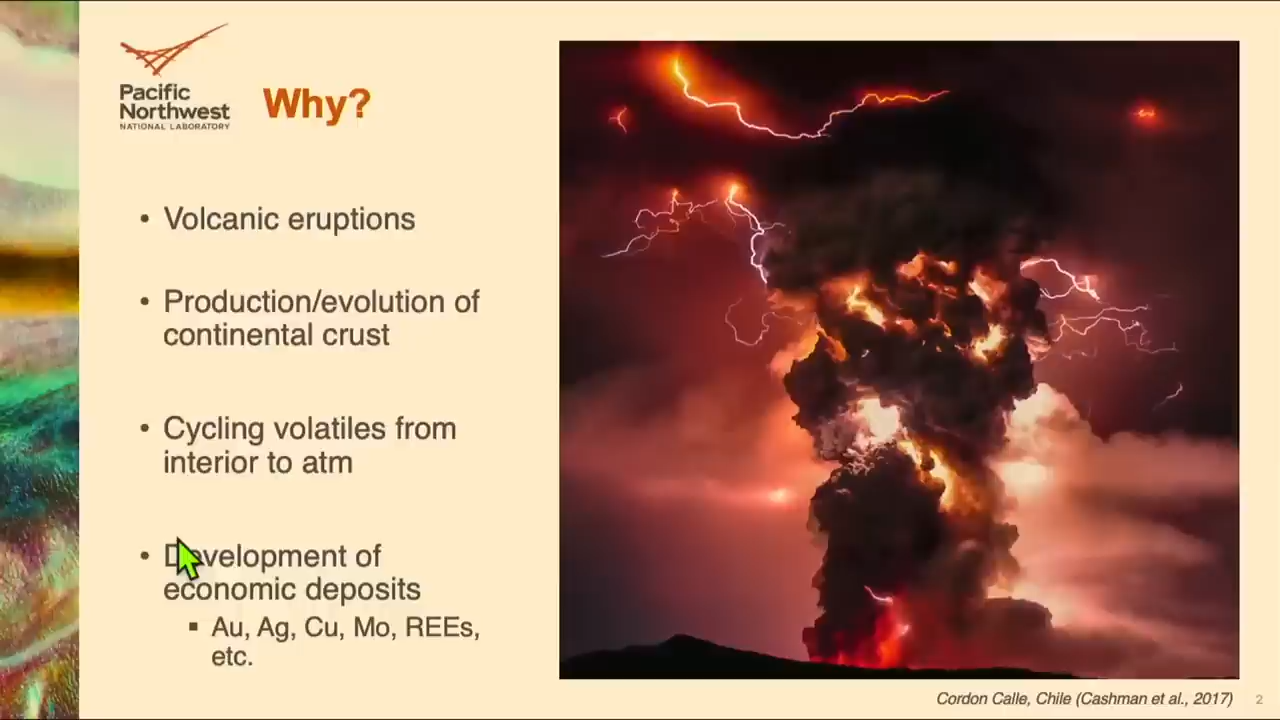 Pacific
Northwest
NATIONAL LABORATORY
Why?
• Volcanic eruptions
• Production/evolution of
continental crust
• Cycling volatiles from
interior to atm
• Development of
economic deposits
▪ Au, Ag, Cu, Mo, REEs,
etc.
Cordon Calle, Chile (Cashman et al., 2017)
2